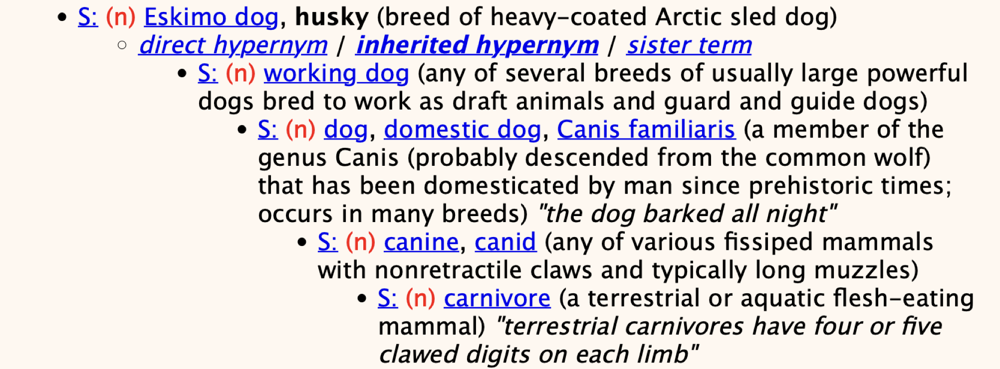 • S: (n) Eskimo dog, husky (breed of heavy-coated Arctic sled dog)
○ direct hypernym / inherited hypernym / sister term
• S: (n) working dog (any of several breeds of usually large powerful
dogs bred to work as draft animals and guard and guide dogs)
• S: (n) dog, domestic dog, Canis familiaris (a member of the
genus Canis (probably descended from the common wolf)
that has been domesticated by man since prehistoric times;
occurs in many breeds) "the dog barked all night"
• S: (n) canine, canid (any of various fissiped mammals
with nonretractile claws and typically long muzzles)
• S: (n) carnivore (a terrestrial or aquatic flesh-eating
mammal) "terrestrial carnivores have four or five
clawed digits on each limb"